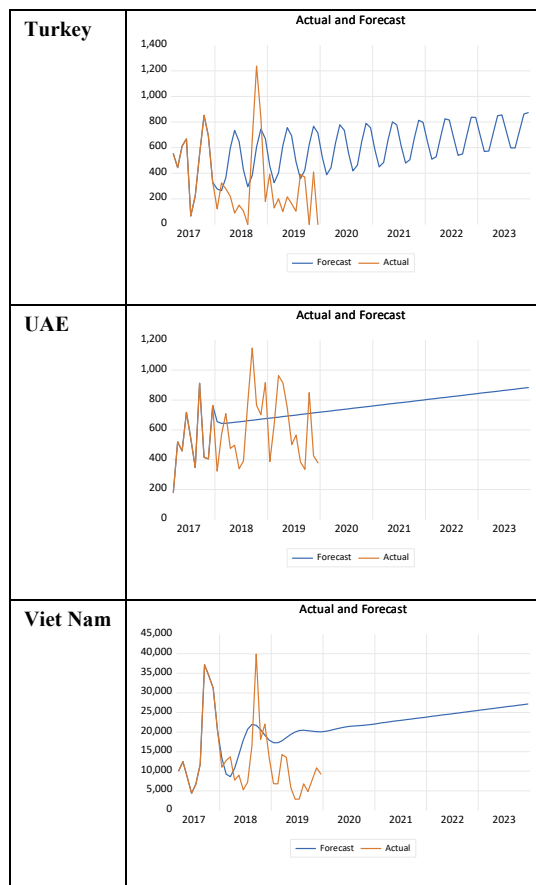 Turkey
Actual and Forecast
1,400
1,200
1,000
800
600
400
200
0
2017 2018 2019 2020 2021 2022 2023
Forecast Actual
UAE
Actual and Forecast
1,200
1,000
800
600
400
200
0
2017 2018 2019 2020 2021 2022 2023
Forecast Actual
Viet Nam
Actual and Forecast
45,000
40,000
35,000
30,000
25,000
20,000
15,000
10,000
5,000
0
2017 2018 2019 2020 2021 2022 2023
Forecast Actual